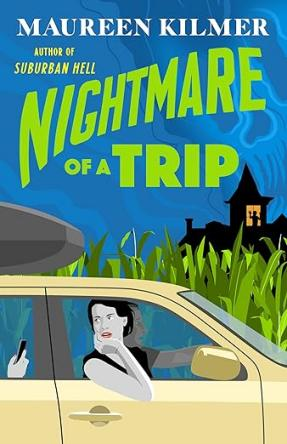 MAUREEN KILMER
AUTHOR OF
SUBURBAN HELL
NIGHTMARE
OF A TRIP